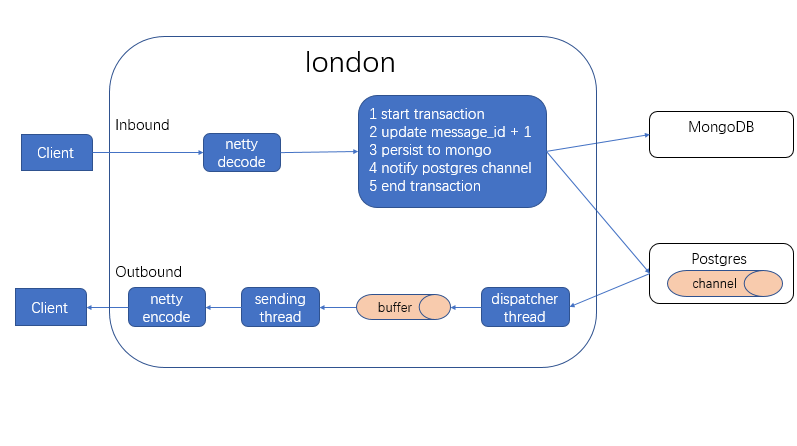 london
Inbound
Client
netty
decode
1 start transaction
2 update message_id + 1
3 persist to mongo
4 notify postgres channel
5 end transaction
MongoDB
Postgres
channel
Outbound
Client
netty
encode
sending
thread
buffer
dispatcher
thread